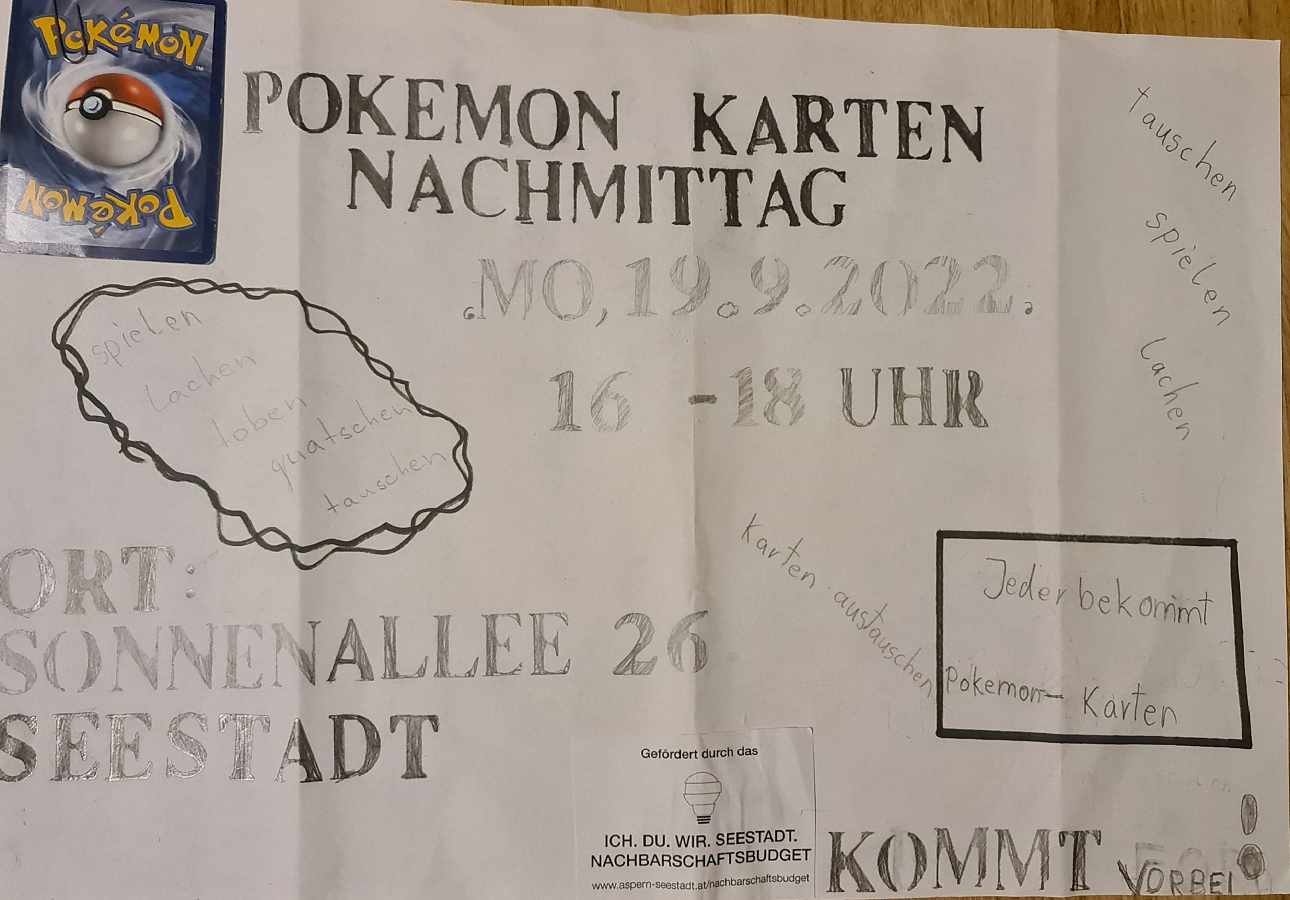 Pokémon
Pokémon
POKEMON KARTEN
NACHMITTAG
.MO, 19.9.2022.
16 -18 UHR
tauschen
spielen
lachen
spielen
lachen
toben
quatschen
tauschen
ORT:
SONNENALLEE 26
SEESTADT
Karten austauschen
Jeder bekommt
Pokemon- Karten
Gefördert durch das
ICH. DU. WIR. SEESTADT.
NACHBARSCHAFTSBUDGET
www.aspern-seestadt.at/nachbarschaftsbudget
KOMMT VORBEI!